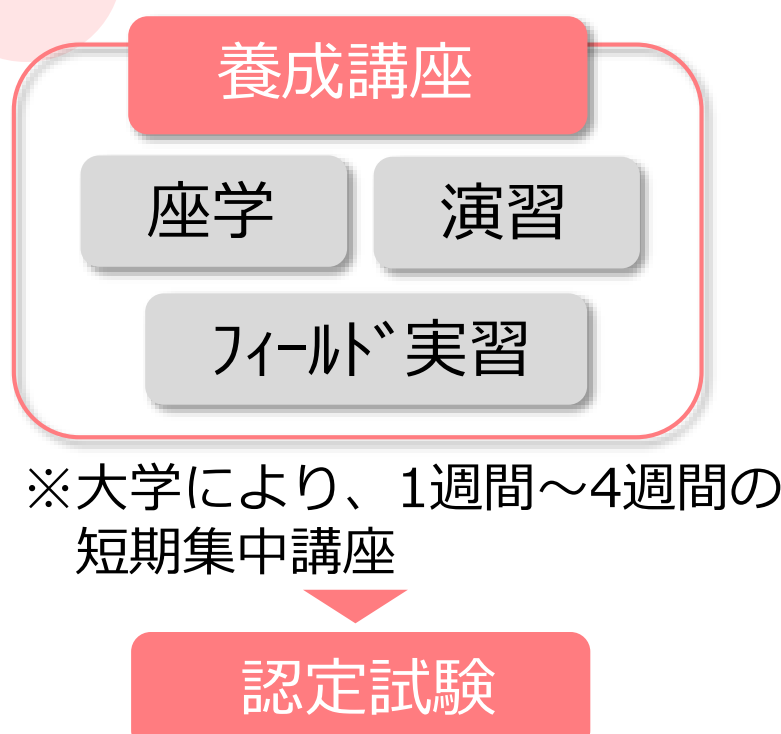 養成講座
座学 演習
ﾌｨｰﾙﾄﾞ実習
※大学により、1週間～4週間の
短期集中講座
認定試験